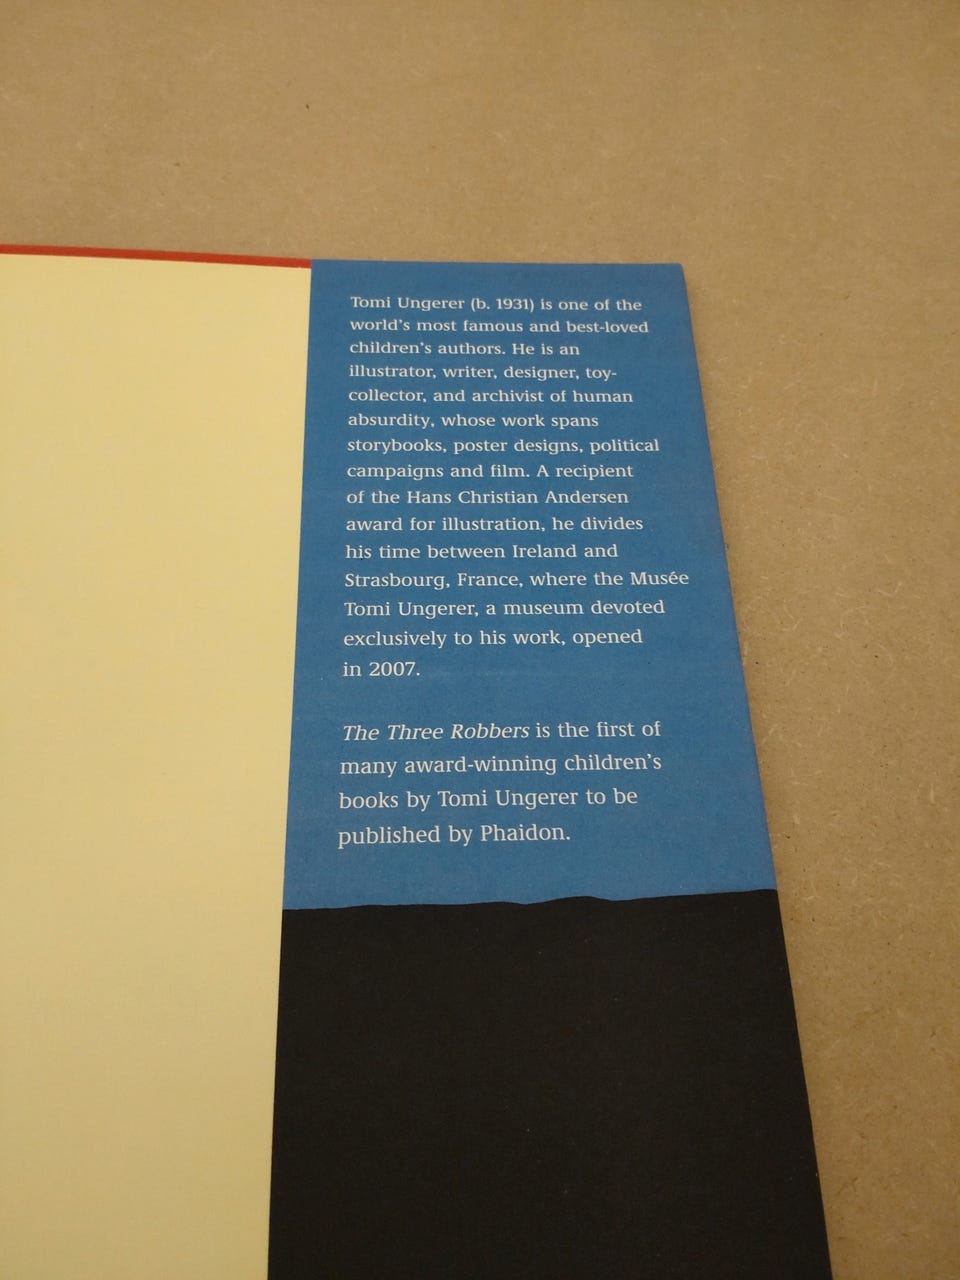 Tomi Ungerer (b. 1931) is one of the
world's most famous and best-loved
children's authors. He is an
illustrator, writer, designer, toy-
collector, and archivist of human
absurdity, whose work spans
storybooks, poster designs, political
campaigns and film. A recipient
of the Hans Christian Andersen
award for illustration, he divides
his time between Ireland and
Strasbourg, France, where the Musée
Tomi Ungerer, a museum devoted
exclusively to his work, opened
in 2007.
The Three Robbers is the first of
many award-winning children's
books by Tomi Ungerer to be
published by Phaidon.